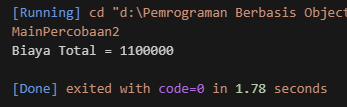 [Running] cd "d:\Pemrograman Berbasis Object
MainPercobaan2
Biaya Total = 1100000
[Done] exited with code=0 in 1.78 seconds